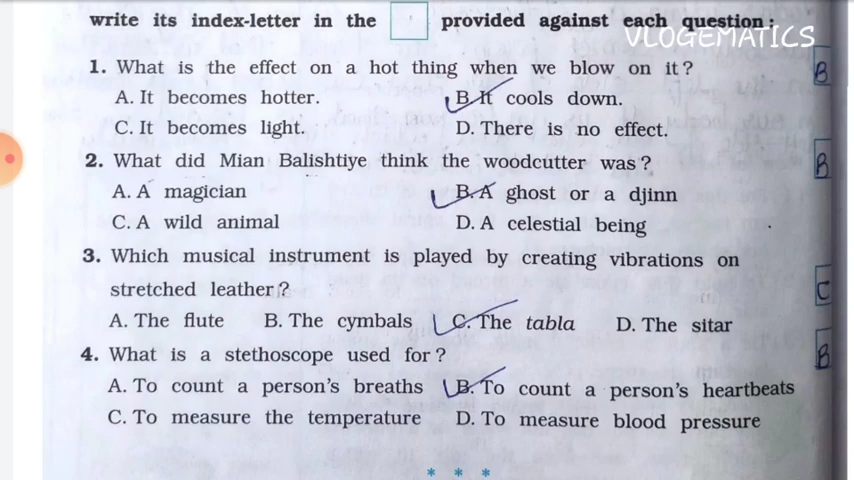 write its index-letter in the provided against each question :
VLOGEMATICS
1. What is the effect on a hot thing when we blow on it?
B
A. It becomes hotter. B. It cools down.
C. It becomes light. D. There is no effect.
2. What did Mian Balishtiye think the woodcutter was?
B
A. A magician B. A ghost or a djinn
C. A wild animal D. A celestial being
3. Which musical instrument is played by creating vibrations on
stretched leather?
C
A. The flute B. The cymbals C. The tabla D. The sitar
4. What is a stethoscope used for?
B
A. To count a person's breaths B. To count a person's heartbeats
C. To measure the temperature D. To measure blood pressure
* * *